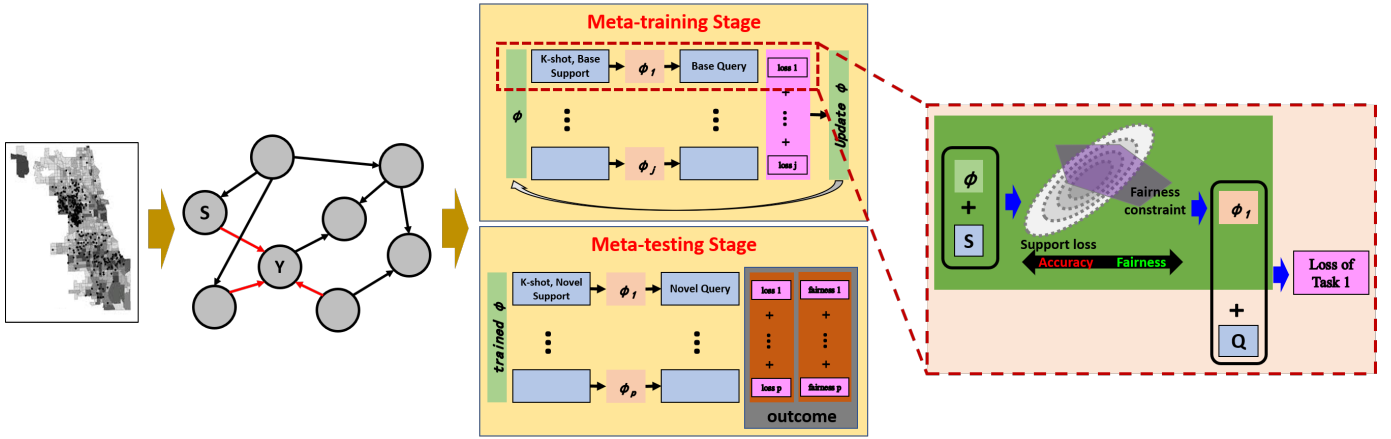 S
Y
Meta-training Stage
ϕ
K-shot, Base
Support
ϕ₁
Base Query
loss 1
+
+
ϕⱼ
loss j
Update ϕ
Meta-testing Stage
trained ϕ
K-shot, Novel
Support
ϕ₁
Novel Query
loss 1
fairness 1
+
+
+
+
ϕₚ
loss p
fairness p
outcome
ϕ
+
S
Fairness
constraint
Support loss
Accuracy
Fairness
ϕ₁
+
Q
Loss of
Task 1